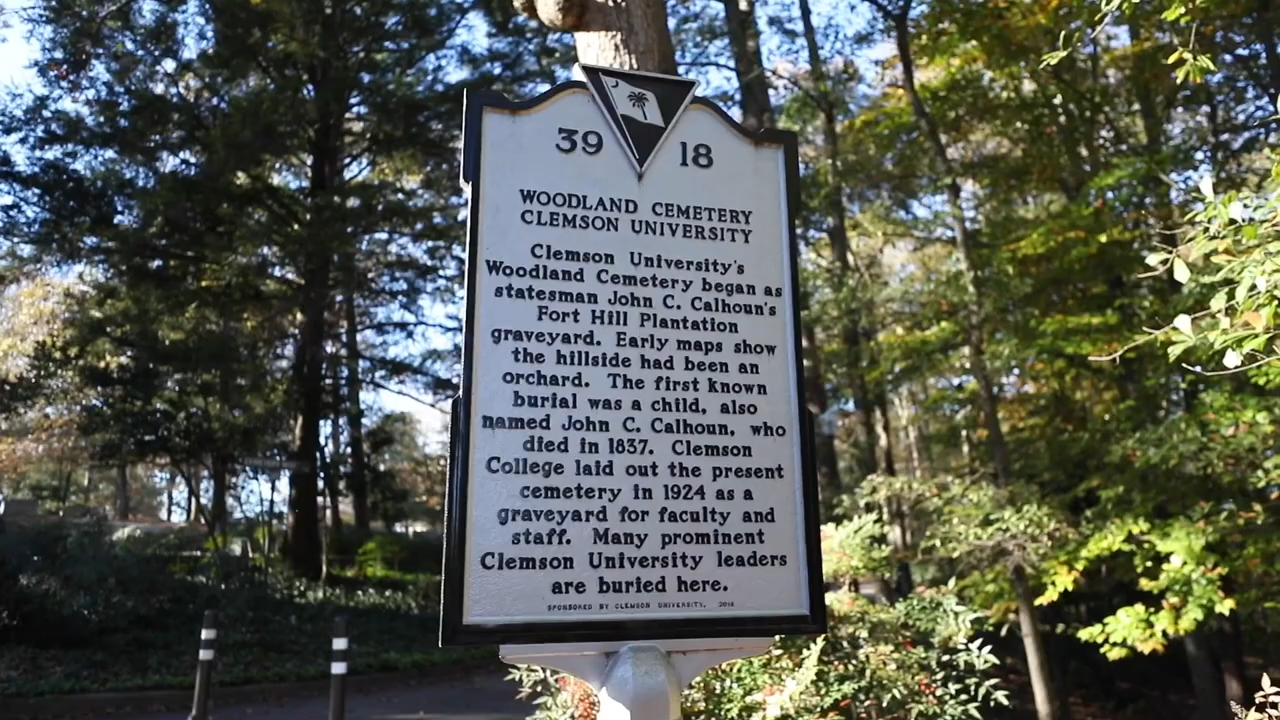 39 18
WOODLAND CEMETERY
CLEMSON UNIVERSITY
Clemson University's
Woodland Cemetery began as
statesman John C. Calhoun's
Fort Hill Plantation
graveyard. Early maps show
the hillside had been an
orchard. The first known
burial was a child, also
named John C. Calhoun, who
died in 1837. Clemson
College laid out the present
cemetery in 1924 as a
graveyard for faculty and
staff. Many prominent
Clemson University leaders
are buried here.
SPONSORED BY CLEMSON UNIVERSITY, 2016